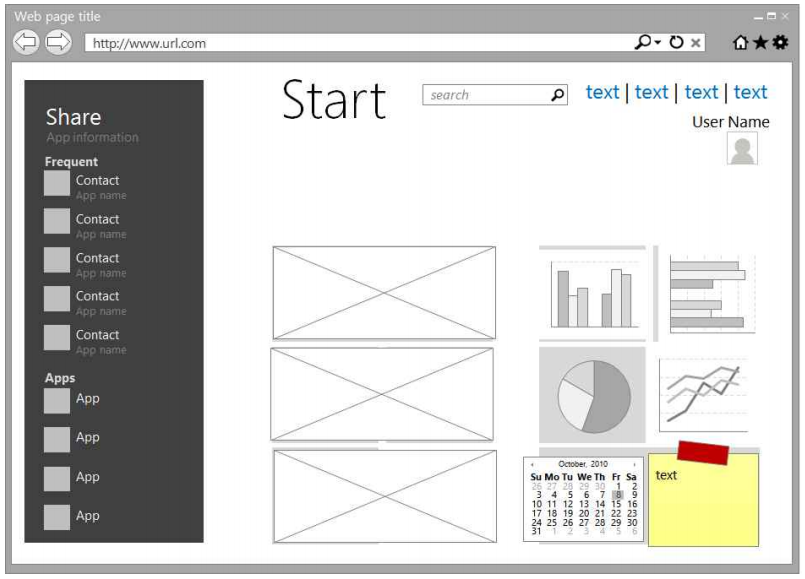 Web page title
http://www.url.com
Start
search
text | text | text | text
User Name
Share
App information
Frequent
Contact
App name
Contact
App name
Contact
App name
Contact
App name
Contact
App name
Apps
App
App
App
App
October, 2010
Su Mo Tu We Th Fr Sa
26 27 28 29 30 1 2
3 4 5 6 7 8 9
10 11 12 13 14 15 16
17 18 19 20 21 22 23
24 25 26 27 28 29 30
31 1 2 3 4 5 6
text